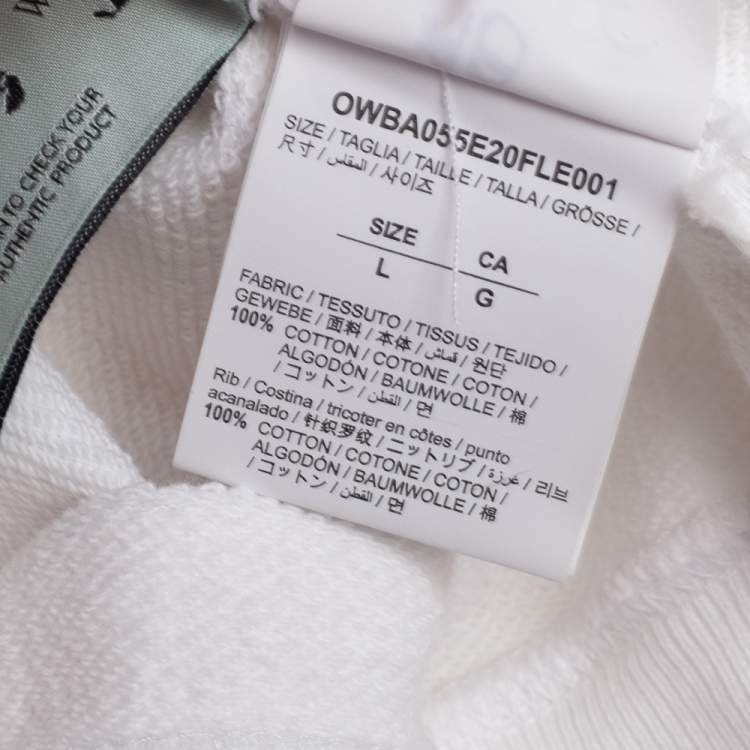 N TO CHECK YOUR
AUTHENTIC PRODUCT
OWBA055E20FLE001
SIZE / TAGLIA / TAILLE / TALLA / GRÖSSE /
尺寸 / المقاس / 사이즈
SIZE CA
L G
FABRIC / TESSUTO / TISSUS / TEJIDO /
GEWEBE / 面料 / 本体 / قماش / 원단
100% COTTON / COTONE / COTON /
ALGODÓN / BAUMWOLLE / 棉
/ コットン / القطن / 면
Rib / Costina / tricoter en côtes / punto
acanalado / 针织罗纹 / ニットリブ / غرزة / 리브
100% COTTON / COTONE / COTON /
ALGODÓN / BAUMWOLLE / 棉
/ コットン / القطن / 면